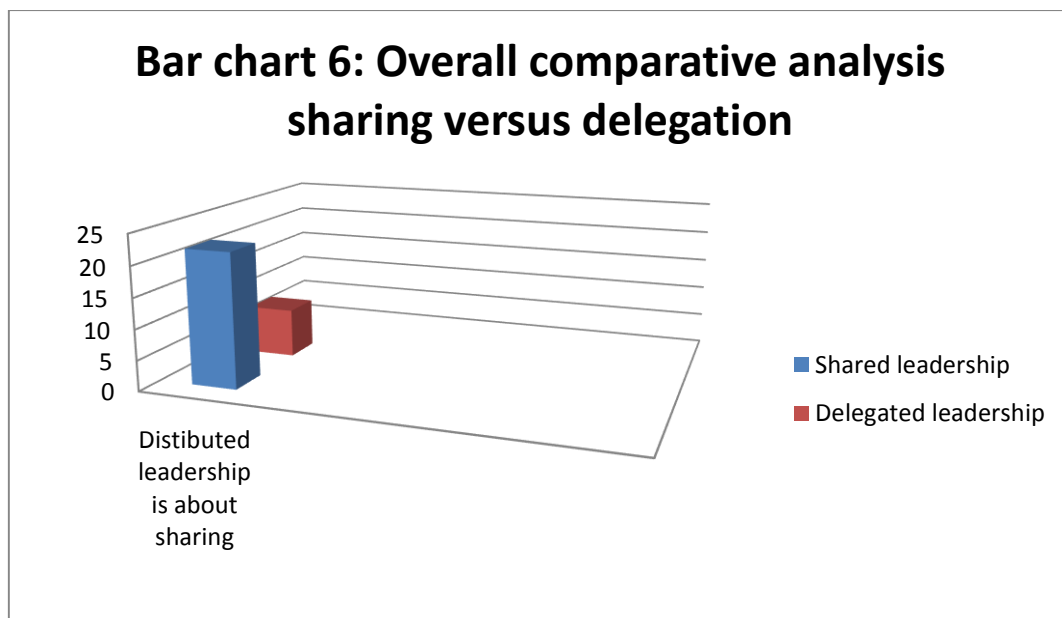 Bar chart 6: Overall comparative analysis
sharing versus delegation
25
20
15
10
5
0
Distibuted
leadership
is about
sharing
Shared leadership
Delegated leadership